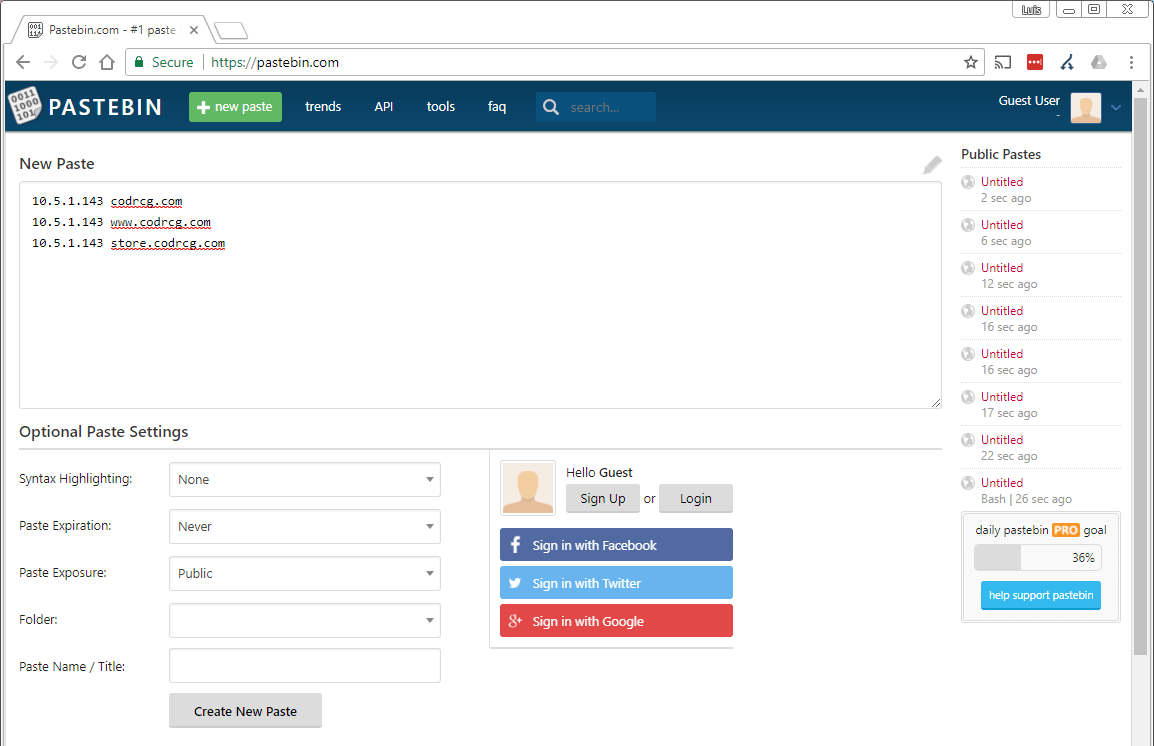 Luis
Pastebin.com - #1 paste
Secure https://pastebin.com
PASTEBIN
new paste
trends
API
tools
faq
search...
Guest User
-
New Paste
10.5.1.143 codrcg.com
10.5.1.143 www.codrcg.com
10.5.1.143 store.codrcg.com
Optional Paste Settings
Syntax Highlighting: None
Paste Expiration: Never
Paste Exposure: Public
Folder:
Paste Name / Title:
Create New Paste
Hello Guest
Sign Up or Login
Sign in with Facebook
Sign in with Twitter
Sign in with Google
Public Pastes
Untitled
2 sec ago
Untitled
6 sec ago
Untitled
12 sec ago
Untitled
16 sec ago
Untitled
16 sec ago
Untitled
17 sec ago
Untitled
22 sec ago
Untitled
Bash | 26 sec ago
daily pastebin PRO goal
36%
help support pastebin